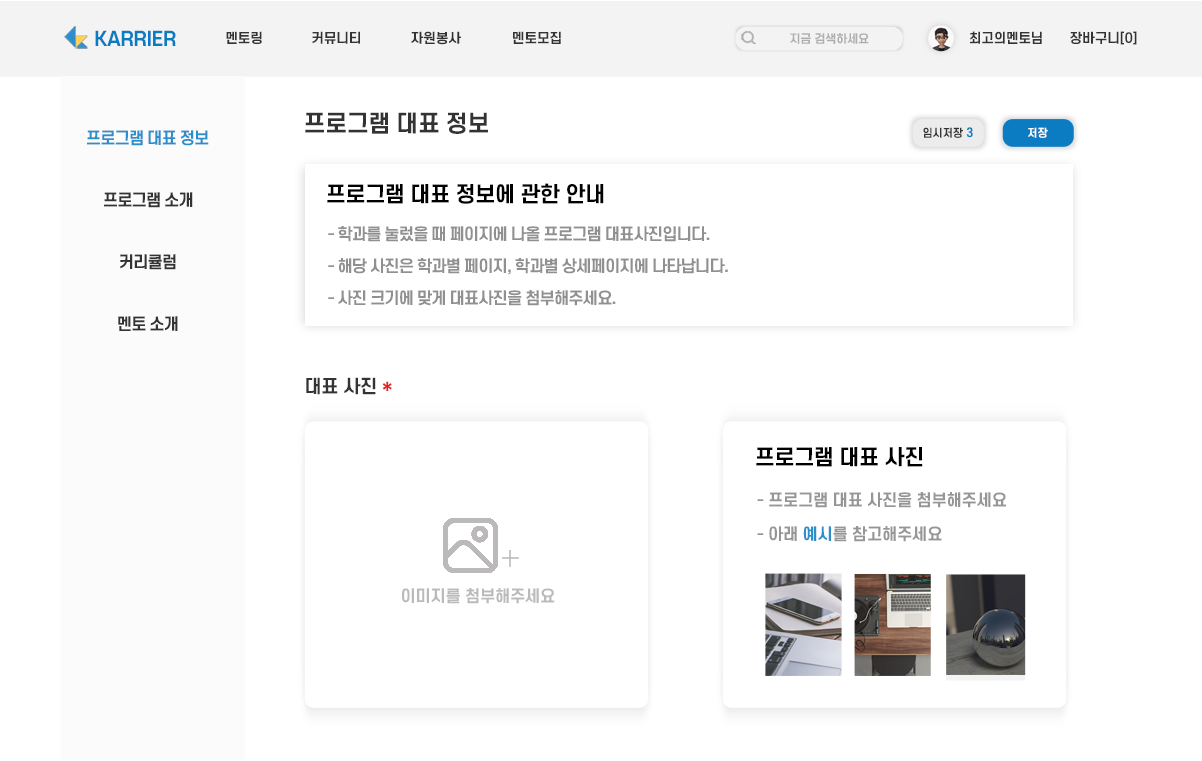 KARRIER
멘토링
커뮤니티
자원봉사
멘토모집
지금 검색하세요
최고의멘토님
장바구니[0]
프로그램 대표 정보
프로그램 소개
커리큘럼
멘토 소개
프로그램 대표 정보
임시저장 3
저장
프로그램 대표 정보에 관한 안내
- 학과를 눌렀을 때 페이지에 나올 프로그램 대표사진입니다.
- 해당 사진은 학과별 페이지, 학과별 상세페이지에 나타납니다.
- 사진 크기에 맞게 대표사진을 첨부해주세요.
대표 사진 *
이미지를 첨부해주세요
프로그램 대표 사진
- 프로그램 대표 사진을 첨부해주세요
- 아래 예시를 참고해주세요